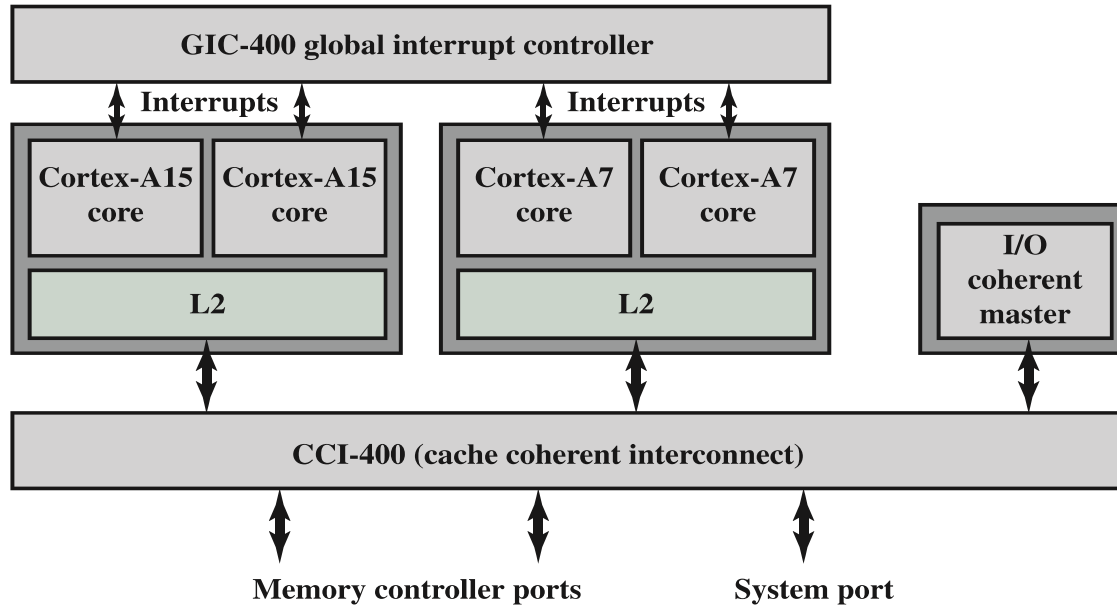 GIC-400 global interrupt controller
Interrupts
Interrupts
Cortex-A15
core
Cortex-A15
core
Cortex-A7
core
Cortex-A7
core
L2
L2
I/O
coherent
master
CCI-400 (cache coherent interconnect)
Memory controller ports
System port